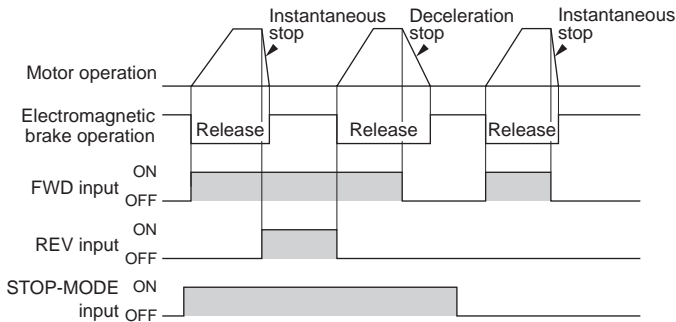 Instantaneous
stop
Deceleration
stop
Instantaneous
stop
Motor operation
Electromagnetic
brake operation
Release
Release
Release
FWD input
ON
OFF
REV input
ON
OFF
STOP-MODE
input
ON
OFF